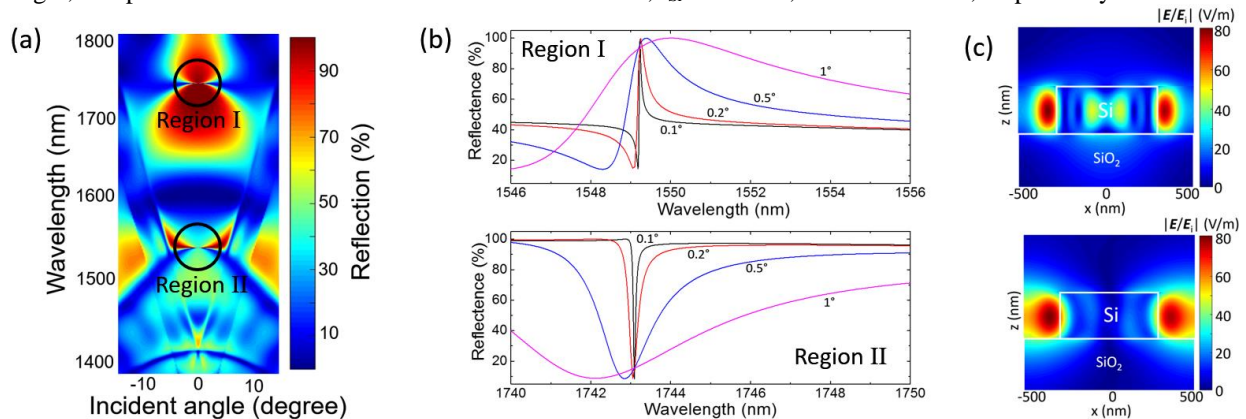 (a)
1800
1700
1600
1500
1400
Wavelength (nm)
Region I
Region II
-10
0
10
Incident angle (degree)
90
70
50
30
10
Reflection (%)
(b)
Region I
100
80
60
40
20
Reflectence (%)
1°
0.5°
0.2°
0.1°
1546
1548
1550
1552
1554
1556
Wavelength (nm)
100
80
60
40
20
0
Reflectence (%)
0.1°
0.2°
0.5°
1°
Region II
1740
1742
1744
1746
1748
1750
Wavelength (nm)
(c)
|E/Ei| (V/m)
80
60
40
20
0
z (nm)
Si
SiO2
-500
0
500
x (nm)
|E/Ei| (V/m)
80
60
40
20
0
z (nm)
Si
SiO2
-500
0
500
x (nm)